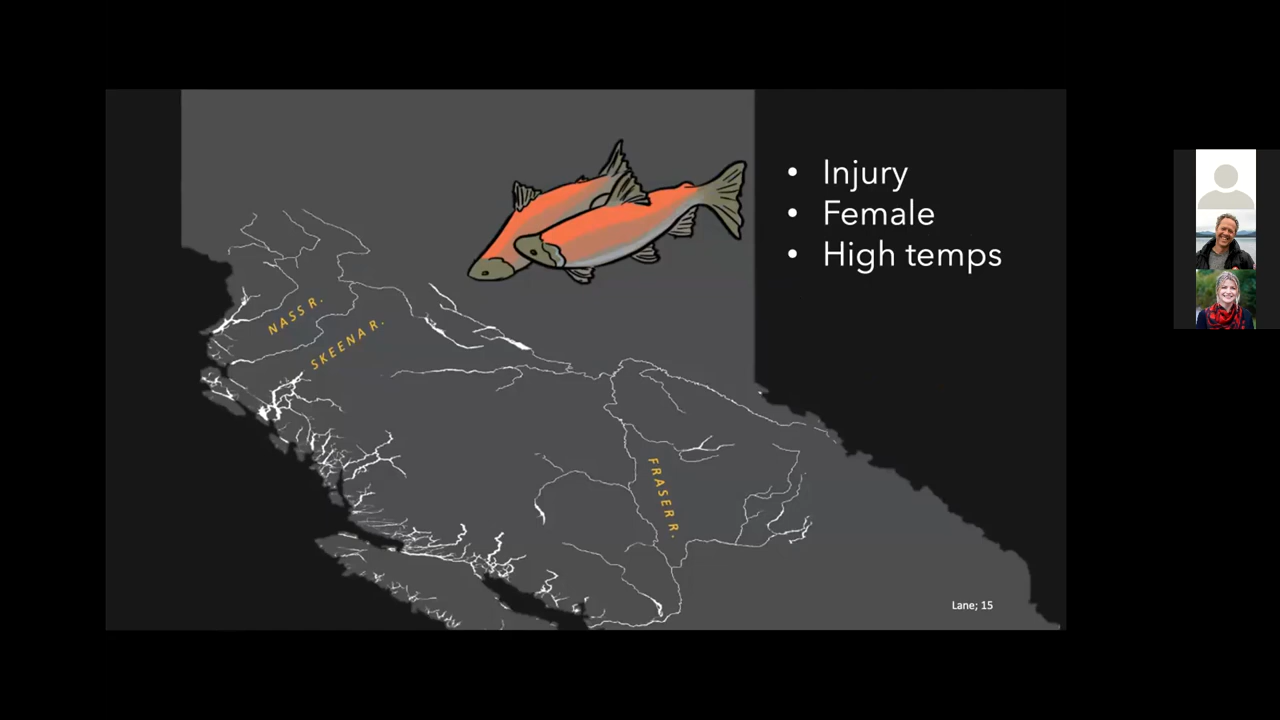 • Injury
• Female
• High temps
NASS R.
SKEENA R.
FRASER R.
Lane; 15